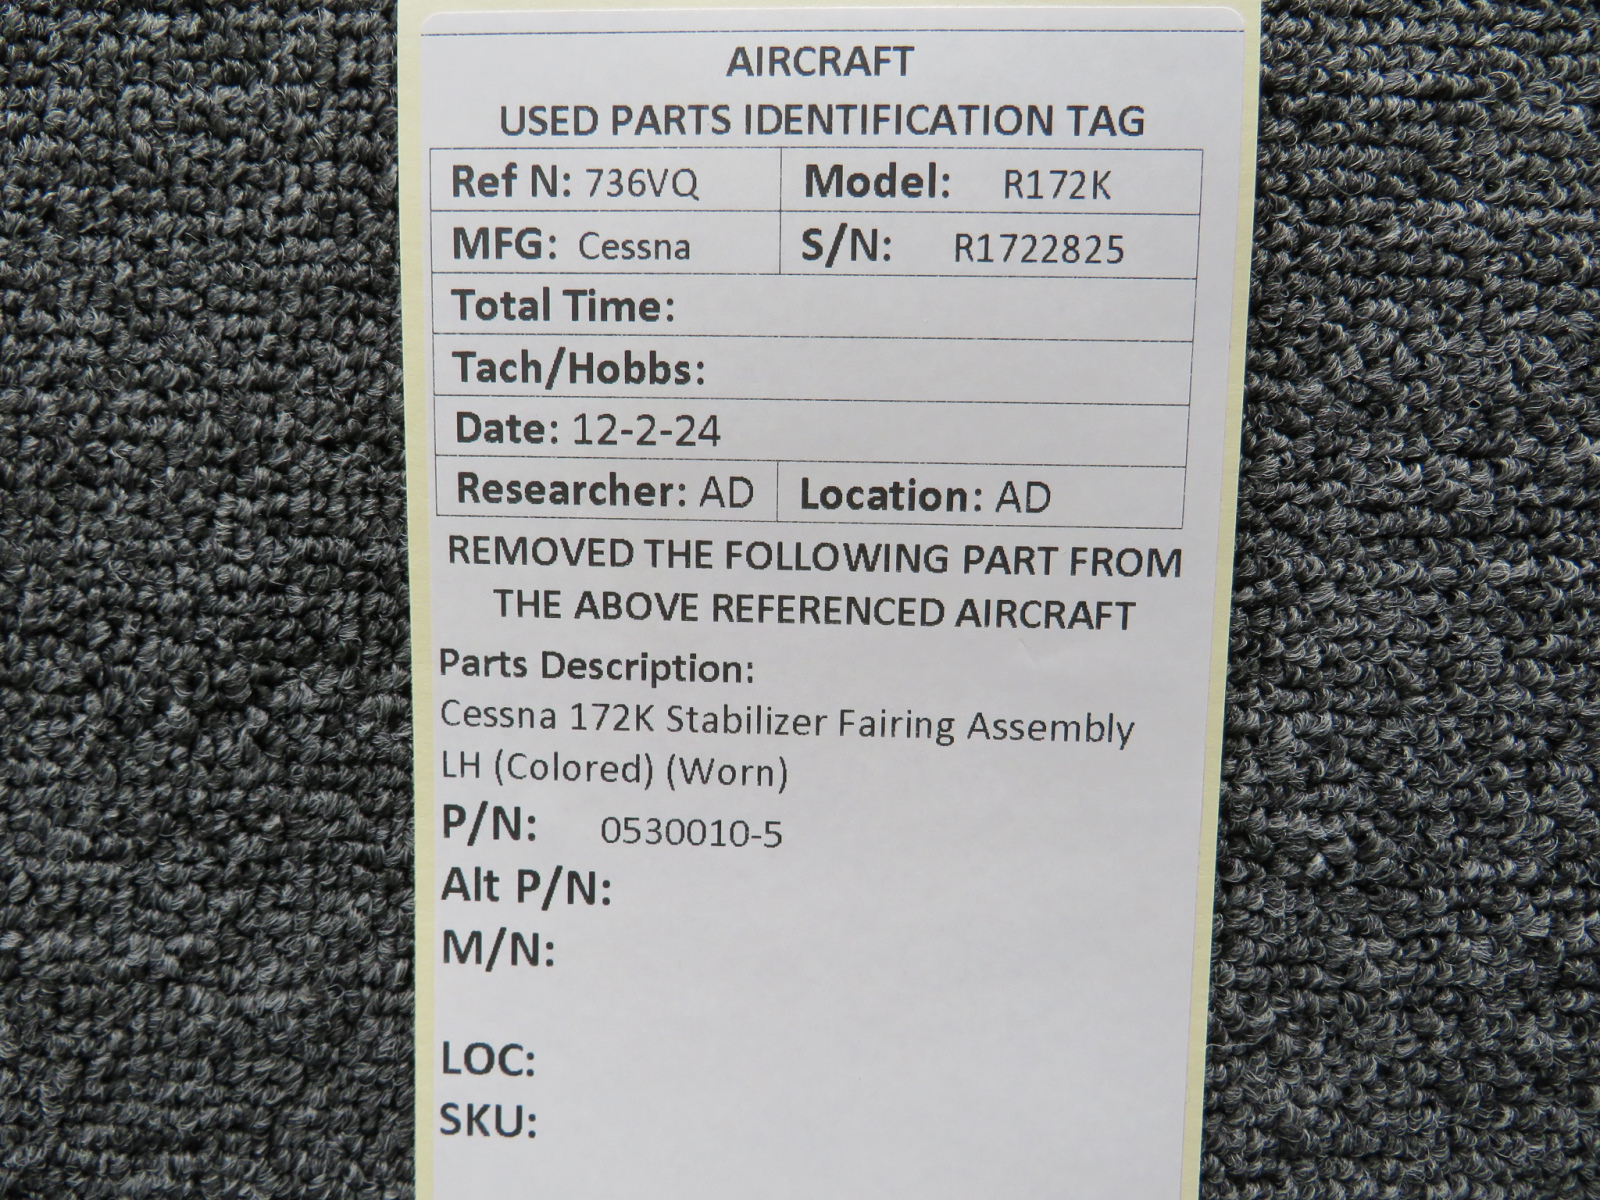 AIRCRAFT
USED PARTS IDENTIFICATION TAG
Ref N: 736VQ Model: R172K
MFG: Cessna S/N: R1722825
Total Time:
Tach/Hobbs:
Date: 12-2-24
Researcher: AD Location: AD
REMOVED THE FOLLOWING PART FROM
THE ABOVE REFERENCED AIRCRAFT
Parts Description:
Cessna 172K Stabilizer Fairing Assembly
LH (Colored) (Worn)
P/N: 0530010-5
Alt P/N:
M/N:
LOC:
SKU: